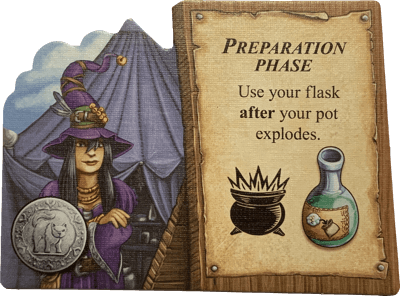 PREPARATION
PHASE
Use your flask
after your pot
explodes.